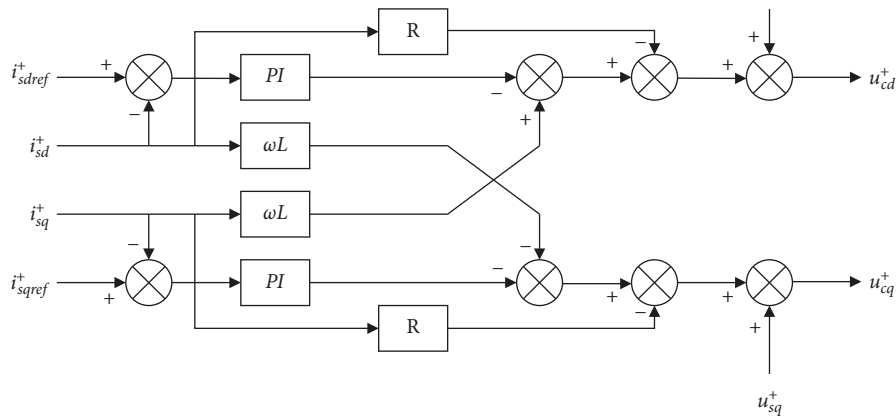 R
−
+
i⁺sdref
+
PI
−
+
+
+
u⁺cd
−
+
i⁺sd
ωL
i⁺sq
ωL
−
−
i⁺sqref
+
PI
−
+
−
+
u⁺cq
R
+
u⁺sq